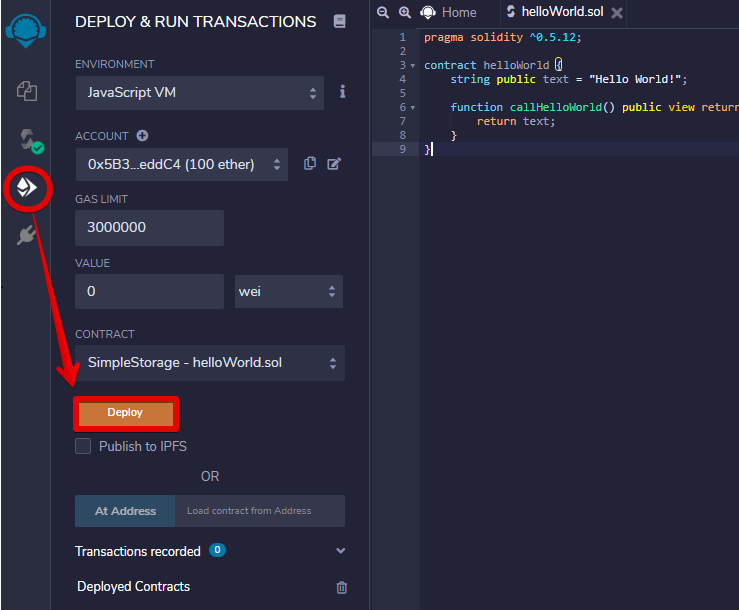 DEPLOY & RUN TRANSACTIONS
ENVIRONMENT
JavaScript VM
ACCOUNT
0x5B3...eddC4 (100 ether)
GAS LIMIT
3000000
VALUE
0
wei
CONTRACT
SimpleStorage - helloWorld.sol
Deploy
Publish to IPFS
OR
At Address
Load contract from Address
Transactions recorded 0
Deployed Contracts
Home
helloWorld.sol
1 pragma solidity ^0.5.12;
2
3 contract helloWorld {
4 string public text = "Hello World!";
5
6 function callHelloWorld() public view return
7 return text;
8 }
9 }